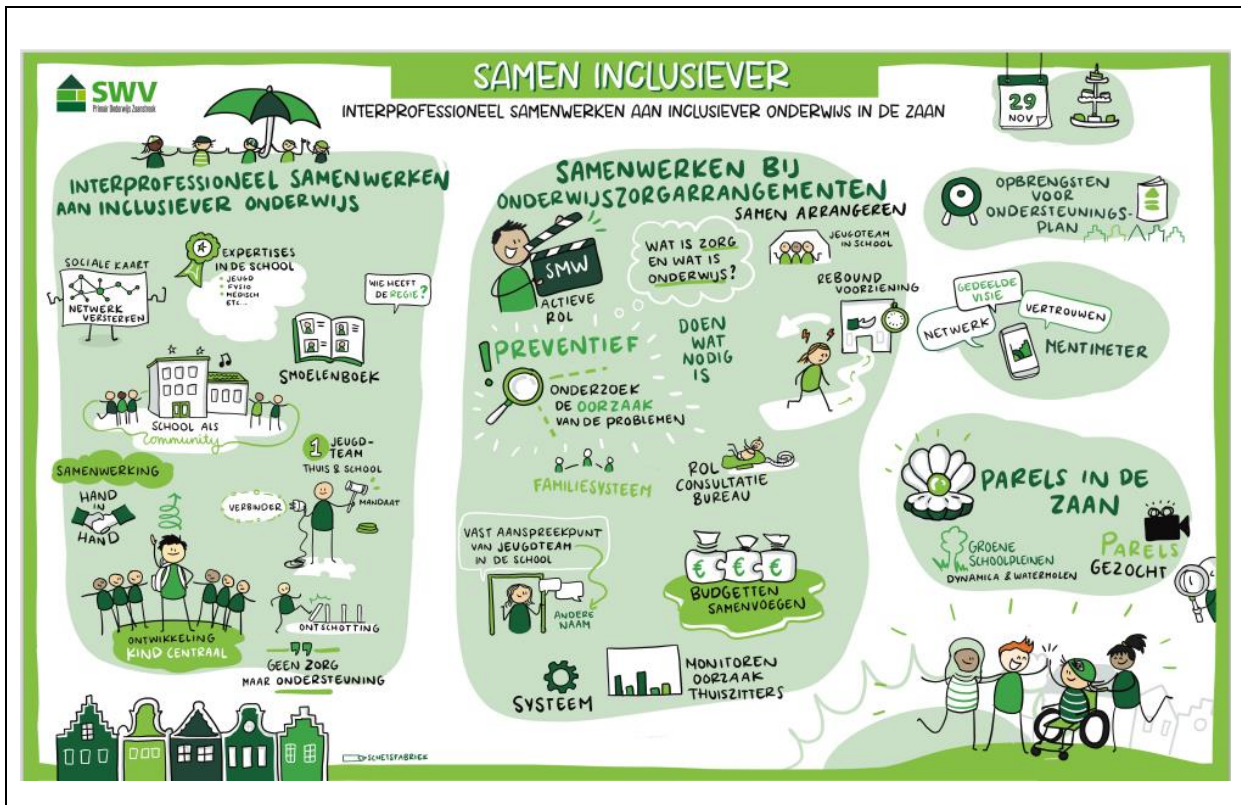 SWV
Primair Onderwijs Zaanstreek
SAMEN INCLUSIEVER
INTERPROFESSIONEEL SAMENWERKEN AAN INCLUSIEVER ONDERWIJS IN DE ZAAN
29
NOV
INTERPROFESSIONEEL SAMENWERKEN
AAN INCLUSIEVER ONDERWIJS
SOCIALE KAART
NETWERK
VERSTERKEN
EXPERTISES
IN DE SCHOOL
• JEUGD
• FYSIO
• MEDISCH
ETC...
WIE HEEFT
DE REGIE?
SMOELENBOEK
SCHOOL ALS
Community
SAMENWERKING
HAND
IN
HAND
1 JEUGD-
TEAM
THUIS & SCHOOL
VERBINDER
MANDAAT
ONTWIKKELING
KIND CENTRAAL
ONTSCHOTTING
GEEN ZORG
MAAR ONDERSTEUNING
SCHETSFABRIEK
SAMENWERKEN BIJ
ONDERWIJSZORGARRANGEMENTEN
SMW
ACTIEVE
ROL
WAT IS ZORG
EN WAT IS
ONDERWIJS?
SAMEN ARRANGEREN
JEUGDTEAM
IN SCHOOL
REBOUND
VOORZIENING
!PREVENTIEF
DOEN
WAT
NODIG
IS
ONDERZOEK
DE OORZAAK
VAN DE PROBLEMEN
FAMILIESYSTEEM
ROL
CONSULTATIE
BUREAU
VAST AANSPREEKPUNT
VAN JEUGDTEAM
IN DE SCHOOL
ANDERE
NAAM
€ € €
BUDGETTEN
SAMENVOEGEN
SYSTEEM
MONITOREN
OORZAAK
THUISZITTERS
OPBRENGSTEN
VOOR
ONDERSTEUNINGS-
PLAN
GEDEELDE
VISIE
NETWERK
VERTROUWEN
MENTIMETER
PARELS IN DE
ZAAN
GROENE
SCHOOLPLEINEN
DYNAMICA & WATERMOLEN
PARELS
GEZOCHT